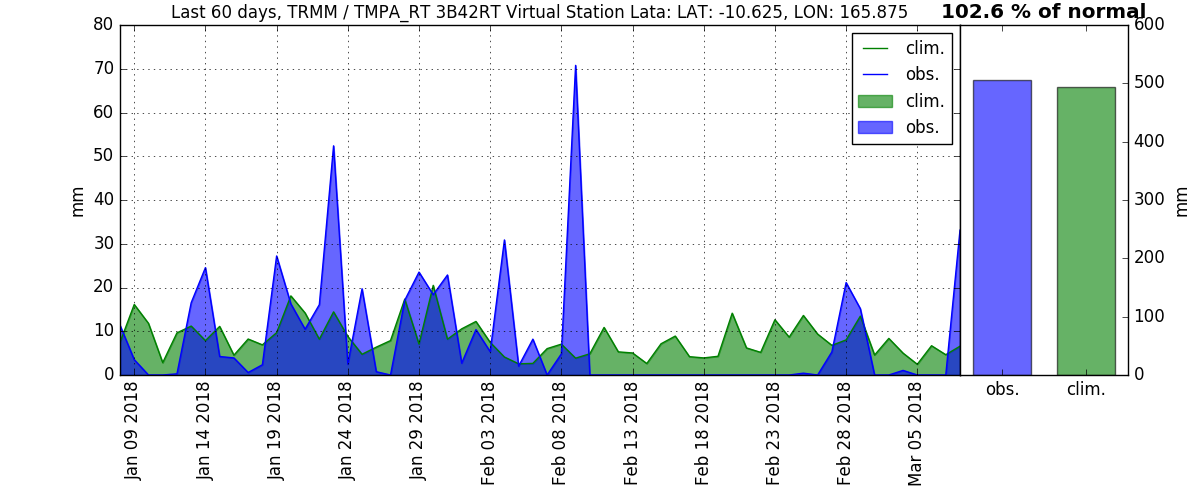 Last 60 days, TRMM / TMPA_RT 3B42RT Virtual Station Lata: LAT: -10.625, LON: 165.875
102.6 % of normal
80
70
60
50
40
30
20
10
0
mm
clim.
obs.
clim.
obs.
600
500
400
300
200
100
0
mm
Jan 09 2018
Jan 14 2018
Jan 19 2018
Jan 24 2018
Jan 29 2018
Feb 03 2018
Feb 08 2018
Feb 13 2018
Feb 18 2018
Feb 23 2018
Feb 28 2018
Mar 05 2018
obs.
clim.